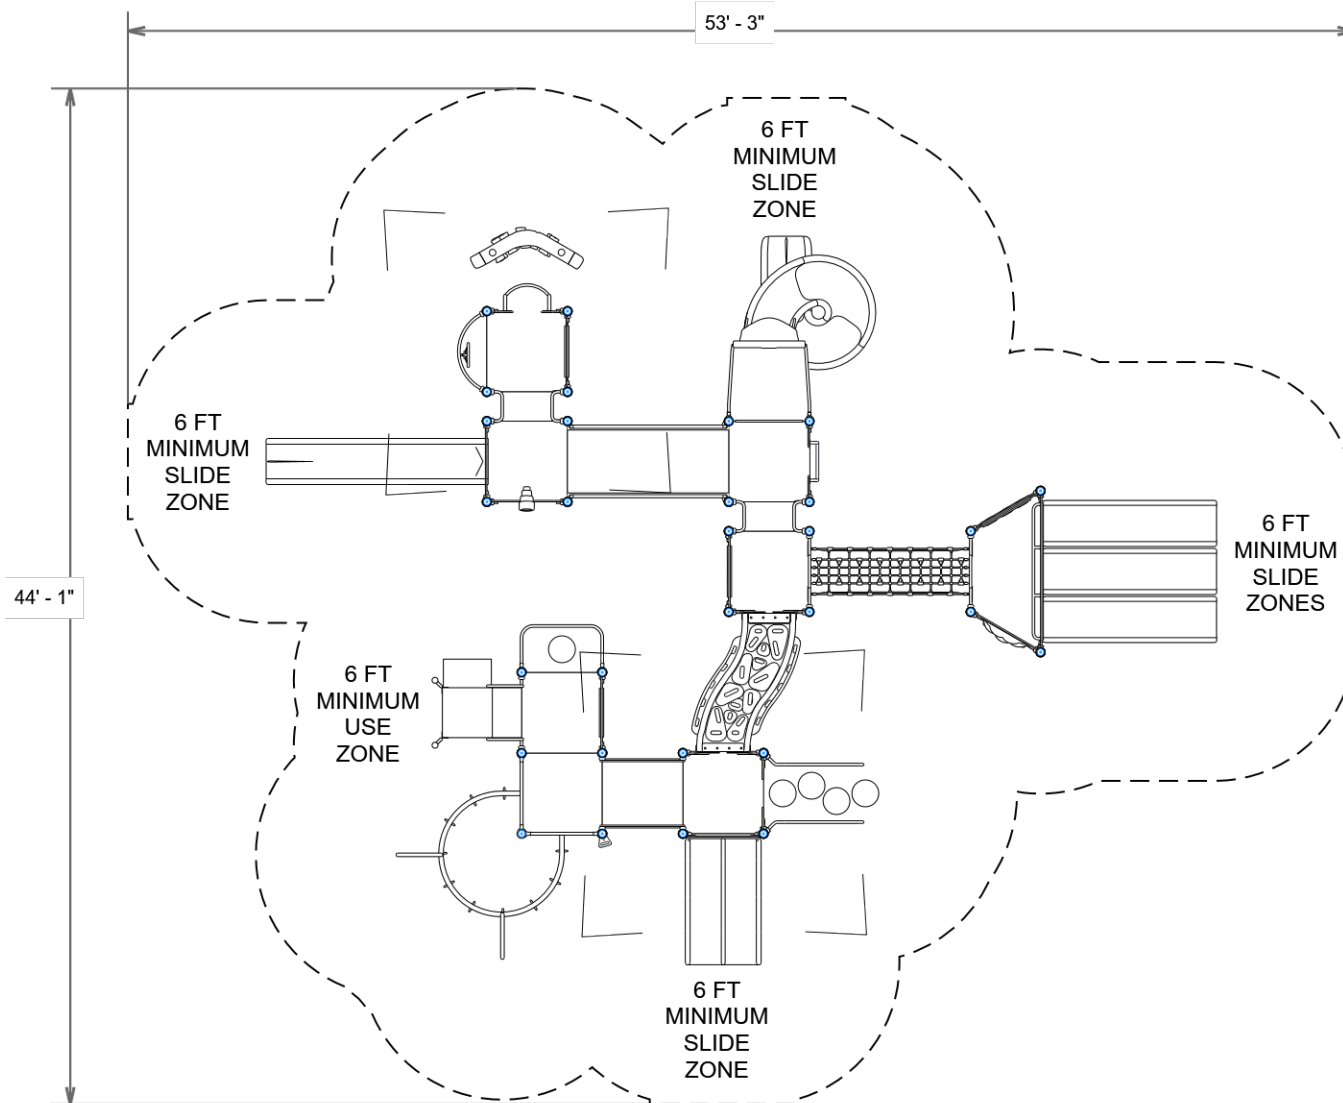 53' - 3"
6 FT
MINIMUM
SLIDE
ZONE
6 FT
MINIMUM
SLIDE
ZONE
6 FT
MINIMUM
SLIDE
ZONES
44' - 1"
6 FT
MINIMUM
USE
ZONE
6 FT
MINIMUM
SLIDE
ZONE